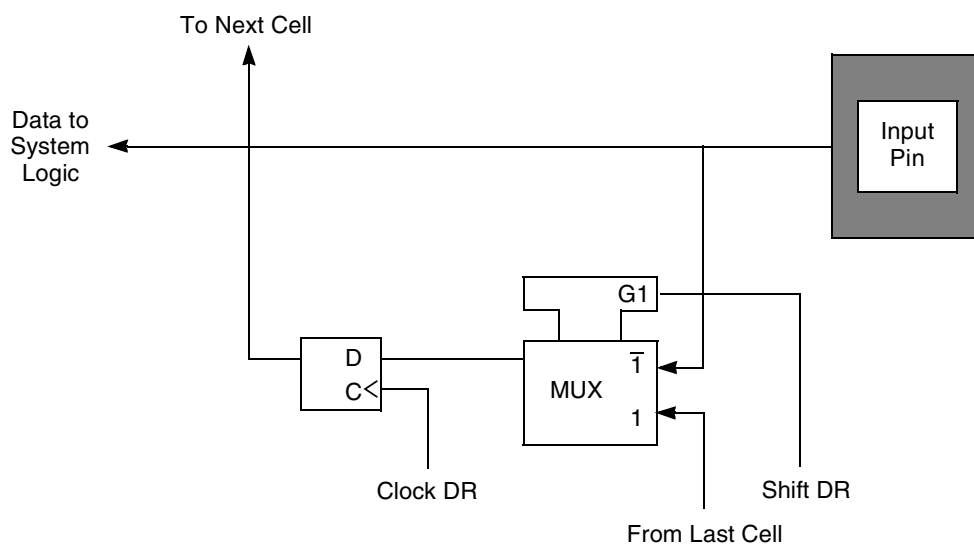 To Next Cell
Data to
System
Logic
Input
Pin
G1
D
C
MUX
1̅
1
Clock DR
Shift DR
From Last Cell